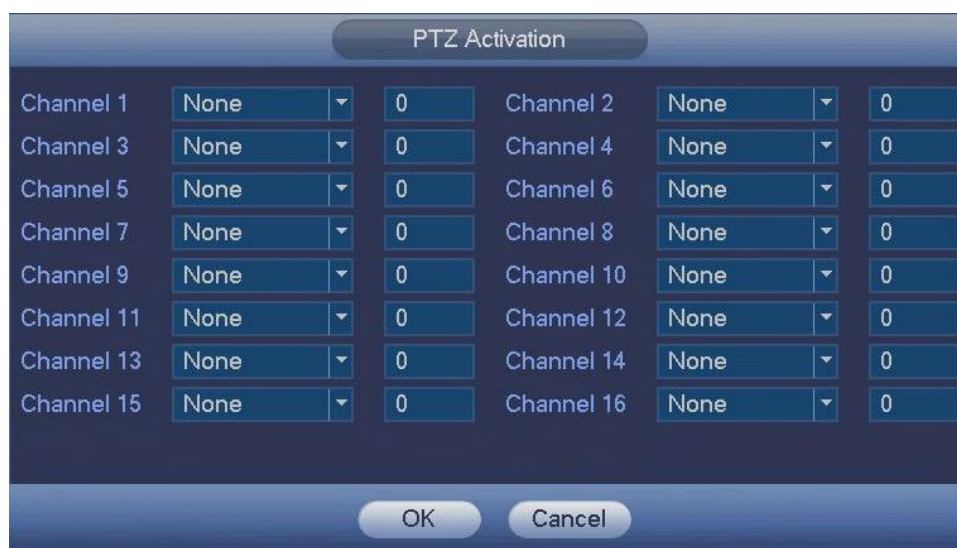 PTZ Activation
Channel 1 None 0 Channel 2 None 0
Channel 3 None 0 Channel 4 None 0
Channel 5 None 0 Channel 6 None 0
Channel 7 None 0 Channel 8 None 0
Channel 9 None 0 Channel 10 None 0
Channel 11 None 0 Channel 12 None 0
Channel 13 None 0 Channel 14 None 0
Channel 15 None 0 Channel 16 None 0
OK Cancel